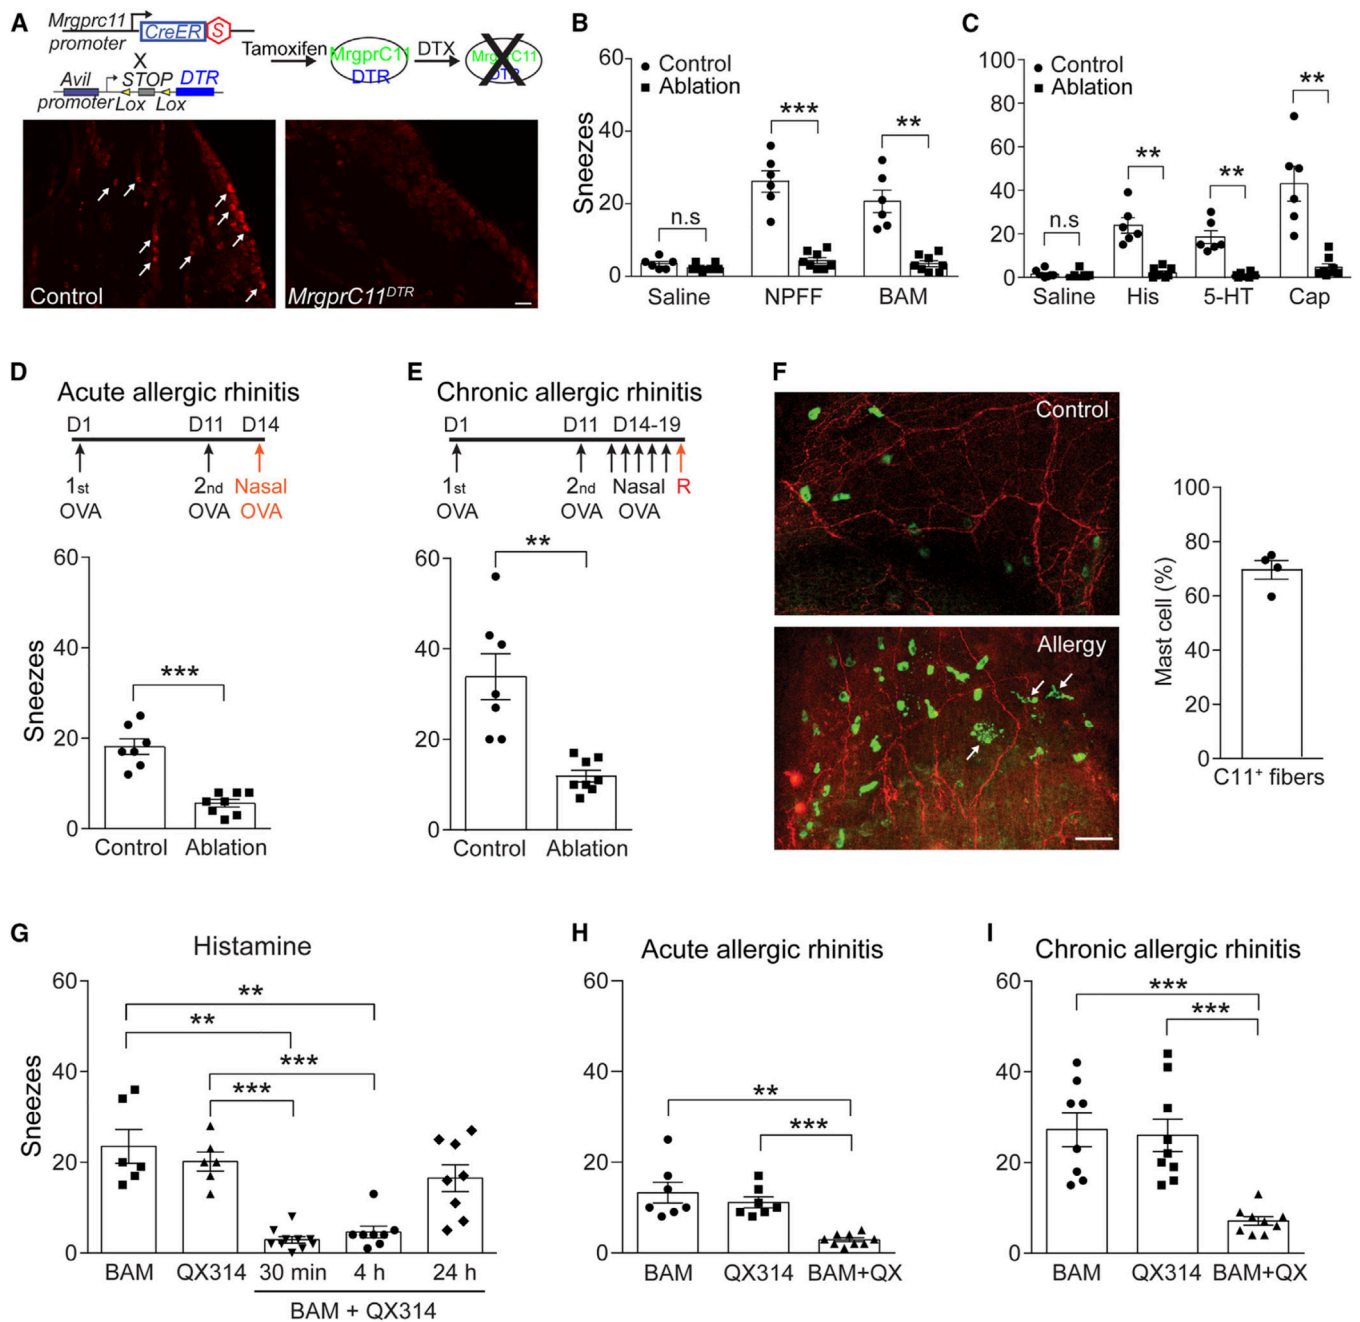 A
Mrgprc11
promoter
CreER
S
X
Avil
promoter
STOP
DTR
Lox
Lox
Tamoxifen
MrgprC11
DTR
DTX
MrgprC11
DTR
X
Control
MrgprC11DTR
B
60
40
20
0
Sneezes
Control
Ablation
n.s
***
**
Saline
NPFF
BAM
C
100
80
60
40
20
0
Control
Ablation
n.s
**
**
**
Saline
His
5-HT
Cap
D
Acute allergic rhinitis
D1
D11
D14
1st
OVA
2nd
OVA
Nasal
OVA
60
40
20
0
Sneezes
***
Control
Ablation
E
Chronic allergic rhinitis
D1
D11
D14-19
1st
OVA
2nd
OVA
Nasal
OVA
R
60
40
20
0
**
Control
Ablation
F
Control
Allergy
100
80
60
40
20
0
Mast cell (%)
C11+ fibers
G
Histamine
60
40
20
0
Sneezes
**
**
***
***
BAM
QX314
30 min
4 h
24 h
BAM + QX314
H
Acute allergic rhinitis
60
40
20
0
**
***
BAM
QX314
BAM+QX
I
Chronic allergic rhinitis
60
40
20
0
***
***
BAM
QX314
BAM+QX